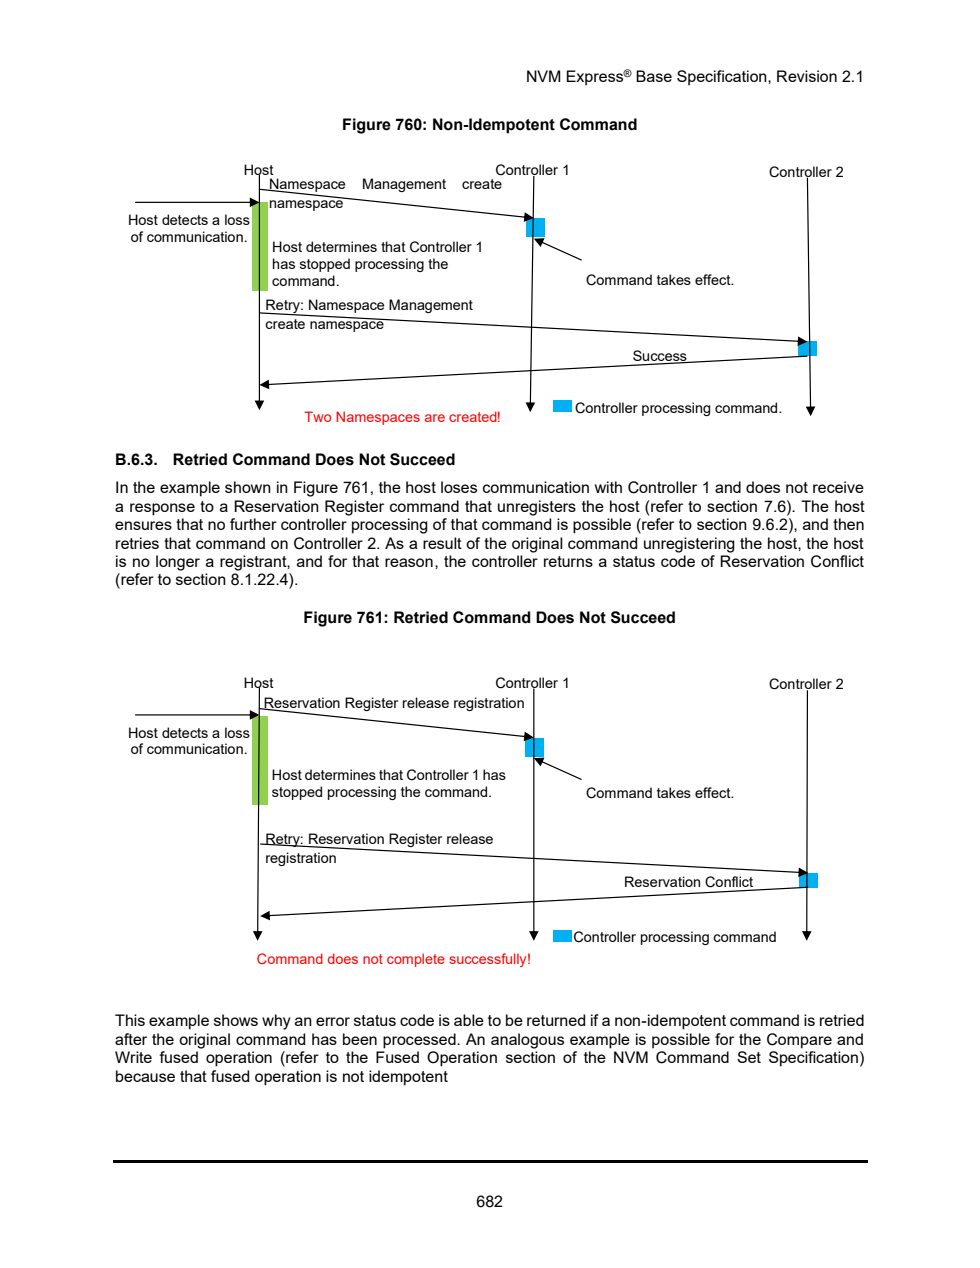 NVM Express® Base Specification, Revision 2.1
Figure 760: Non-Idempotent Command
Host
Controller 1
Controller 2
Namespace Management create
namespace
Host detects a loss
of communication.
Host determines that Controller 1
has stopped processing the
command.
Command takes effect.
Retry: Namespace Management
create namespace
Success
Two Namespaces are created!
Controller processing command.
B.6.3. Retried Command Does Not Succeed
In the example shown in Figure 761, the host loses communication with Controller 1 and does not receive
a response to a Reservation Register command that unregisters the host (refer to section 7.6). The host
ensures that no further controller processing of that command is possible (refer to section 9.6.2), and then
retries that command on Controller 2. As a result of the original command unregistering the host, the host
is no longer a registrant, and for that reason, the controller returns a status code of Reservation Conflict
(refer to section 8.1.22.4).
Figure 761: Retried Command Does Not Succeed
Host
Controller 1
Controller 2
Reservation Register release registration
Host detects a loss
of communication.
Host determines that Controller 1 has
stopped processing the command.
Command takes effect.
Retry: Reservation Register release
registration
Reservation Conflict
Controller processing command
Command does not complete successfully!
This example shows why an error status code is able to be returned if a non-idempotent command is retried
after the original command has been processed. An analogous example is possible for the Compare and
Write fused operation (refer to the Fused Operation section of the NVM Command Set Specification)
because that fused operation is not idempotent
682